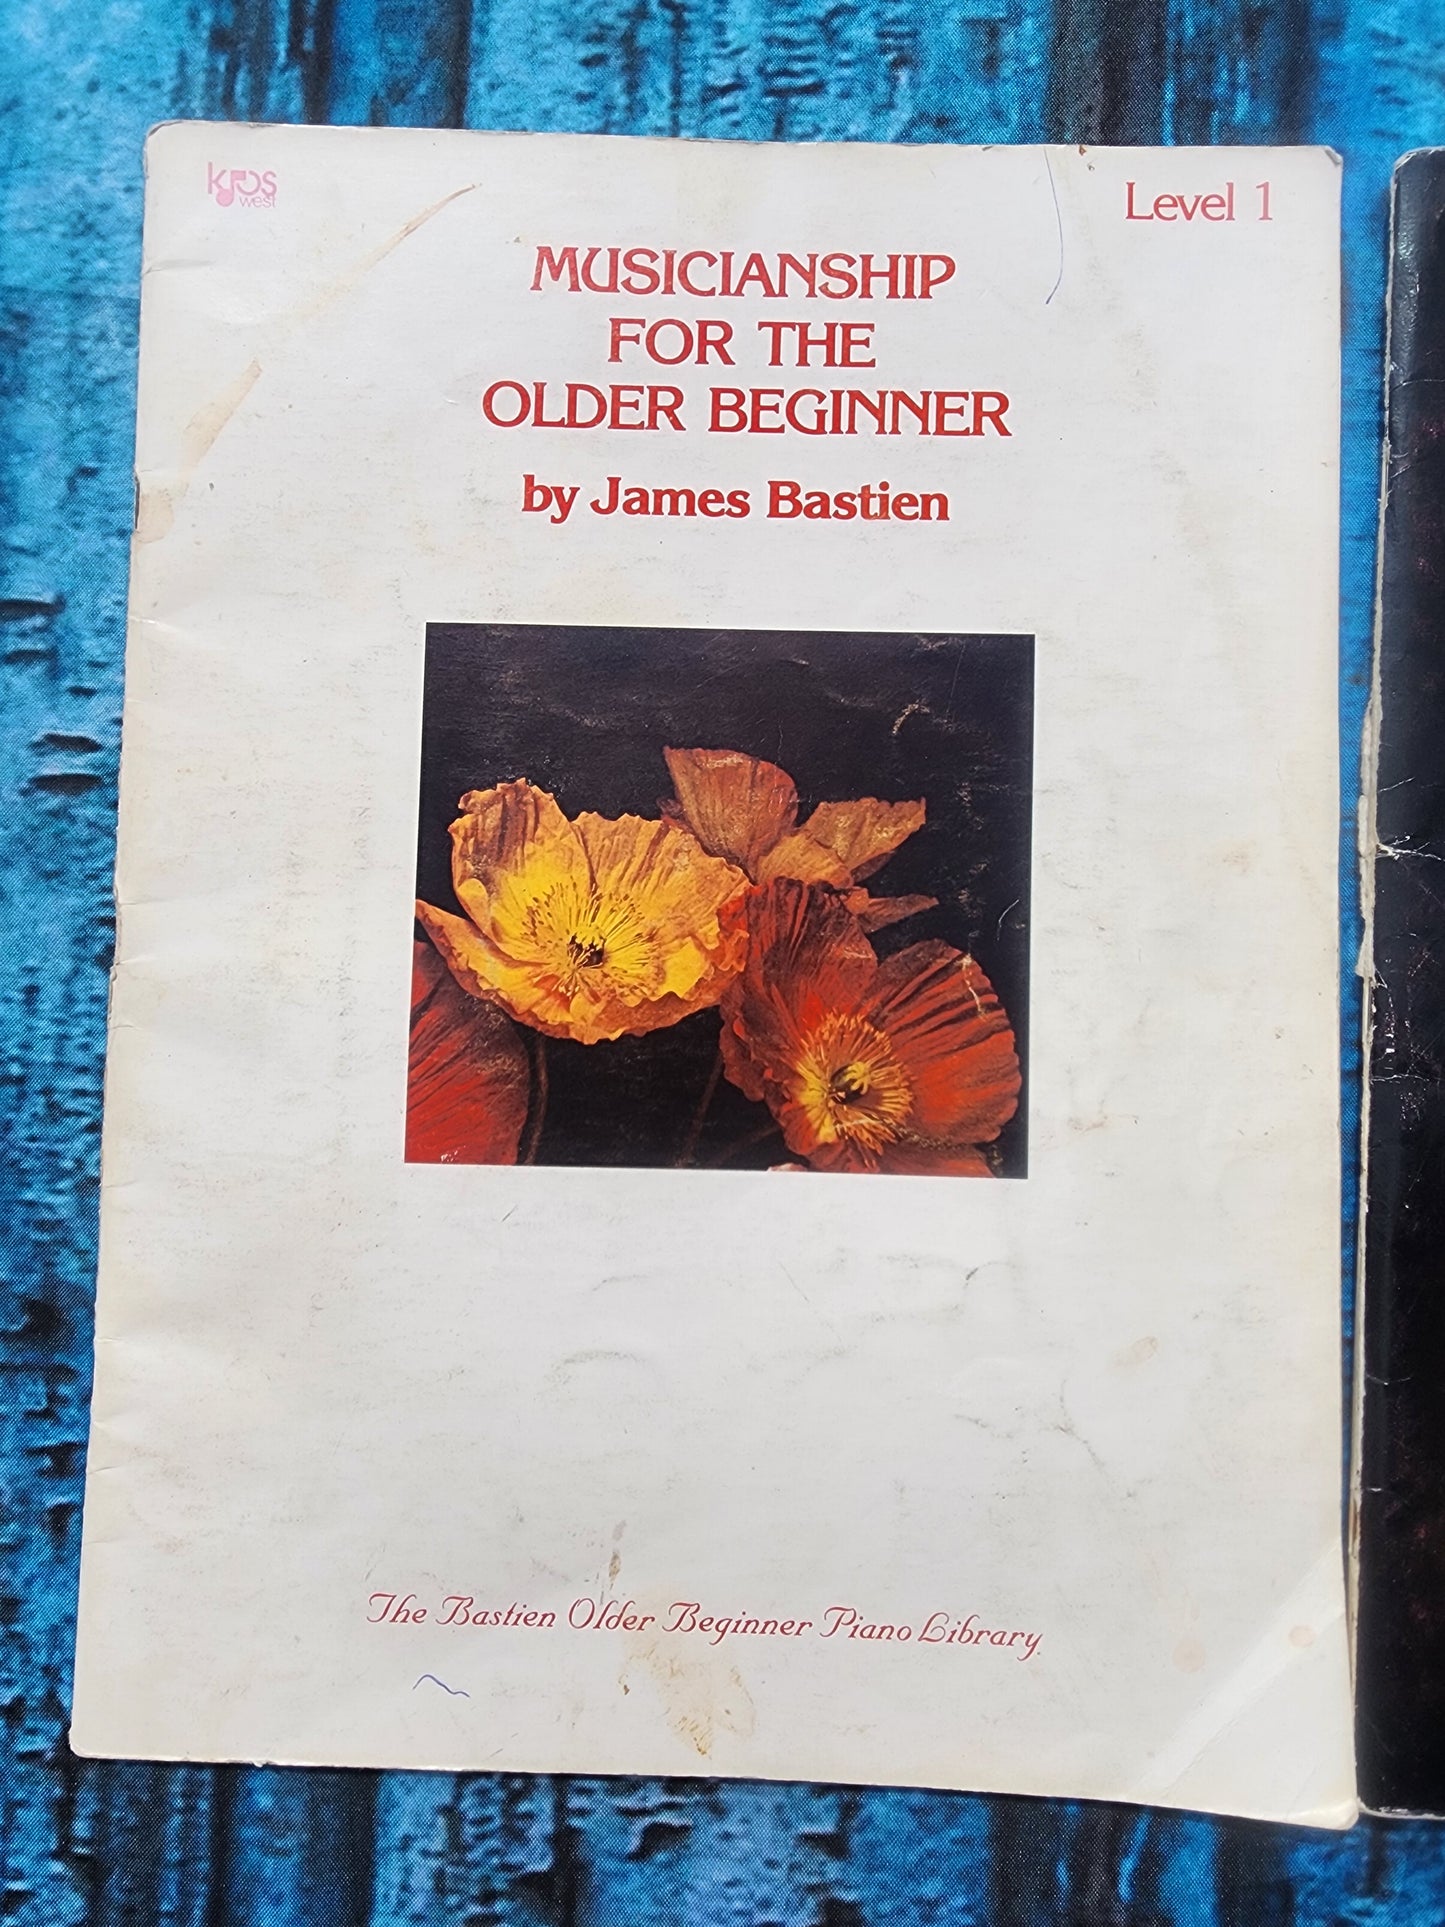 kjos
west
Level 1
MUSICIANSHIP
FOR THE
OLDER BEGINNER
by James Bastien
The Bastien Older Beginner Piano Library